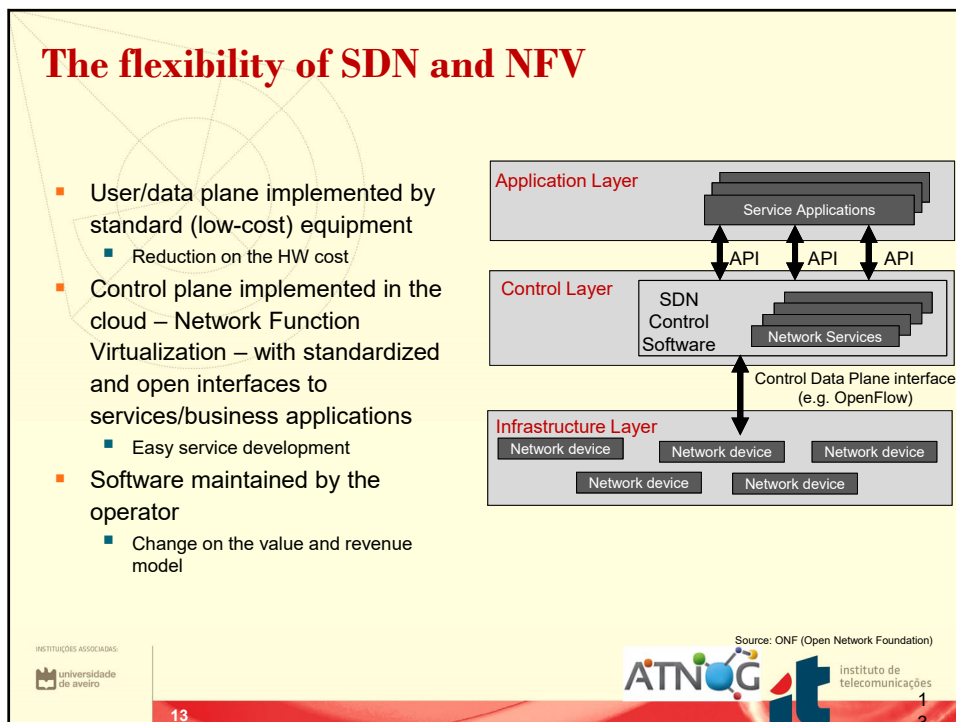 The flexibility of SDN and NFV
User/data plane implemented by
standard (low-cost) equipment
Reduction on the HW cost
Control plane implemented in the
cloud – Network Function
Virtualization – with standardized
and open interfaces to
services/business applications
Easy service development
Software maintained by the
operator
Change on the value and revenue
model
Application Layer
Service Applications
API API API
Control Layer
SDN
Control
Software
Network Services
Control Data Plane interface
(e.g. OpenFlow)
Infrastructure Layer
Network device Network device Network device
Network device Network device
Source: ONF (Open Network Foundation)
INSTITUIÇÕES ASSOCIADAS:
universidade
de aveiro
ATNOG
it
instituto de
telecomunicações
13
1
3